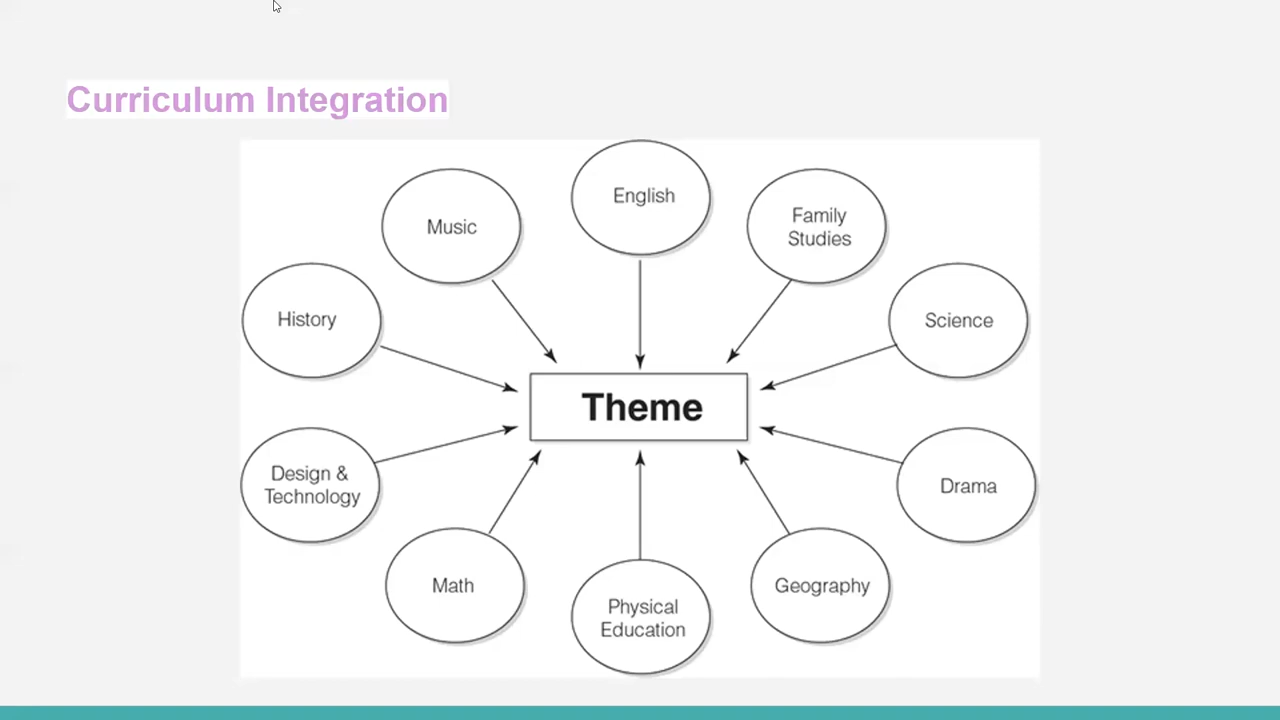 Curriculum Integration
English
Music
Family
Studies
History
Science
Theme
Design &
Technology
Drama
Math
Geography
Physical
Education